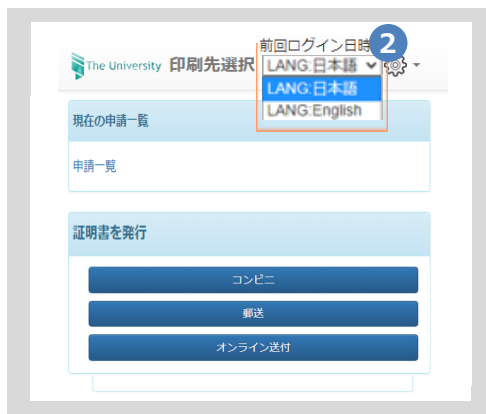 前回ログイン日時
2
The University 印刷先選択 LANG:日本語
LANG:日本語
LANG:English
現在の申請一覧
申請一覧
証明書を発行
コンビニ
郵送
オンライン送付